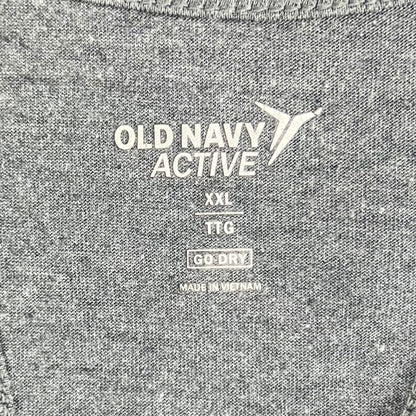 OLD NAVY
ACTIVE
XXL
TTG
GO-DRY
MADE IN VIETNAM